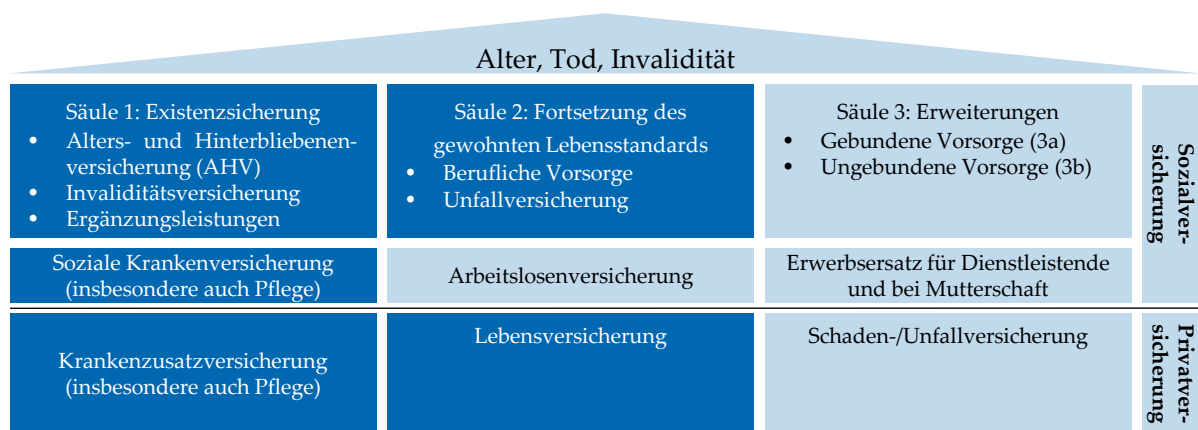 Alter, Tod, Invalidität
Säule 1: Existenzsicherung
• Alters- und Hinterbliebenen-
versicherung (AHV)
• Invaliditätsversicherung
• Ergänzungsleistungen
Säule 2: Fortsetzung des
gewohnten Lebensstandards
• Berufliche Vorsorge
• Unfallversicherung
Säule 3: Erweiterungen
• Gebundene Vorsorge (3a)
• Ungebundene Vorsorge (3b)
Sozialver-
sicherung
Soziale Krankenversicherung
(insbesondere auch Pflege)
Arbeitslosenversicherung
Erwerbsersatz für Dienstleistende
und bei Mutterschaft
Krankenzusatzversicherung
(insbesondere auch Pflege)
Lebensversicherung
Schaden-/Unfallversicherung
Privatver-
sicherung